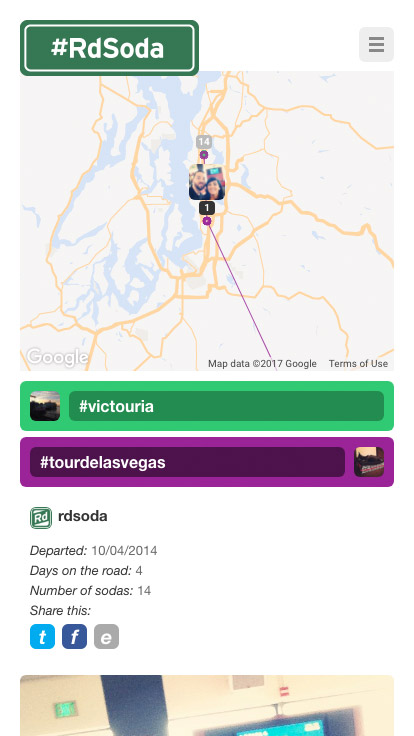 #RdSoda
14
1
Google
Map data ©2017 Google Terms of Use
#victouria
#tourdelasvegas
Rd rdsoda
Departed: 10/04/2014
Days on the road: 4
Number of sodas: 14
Share this:
t f e